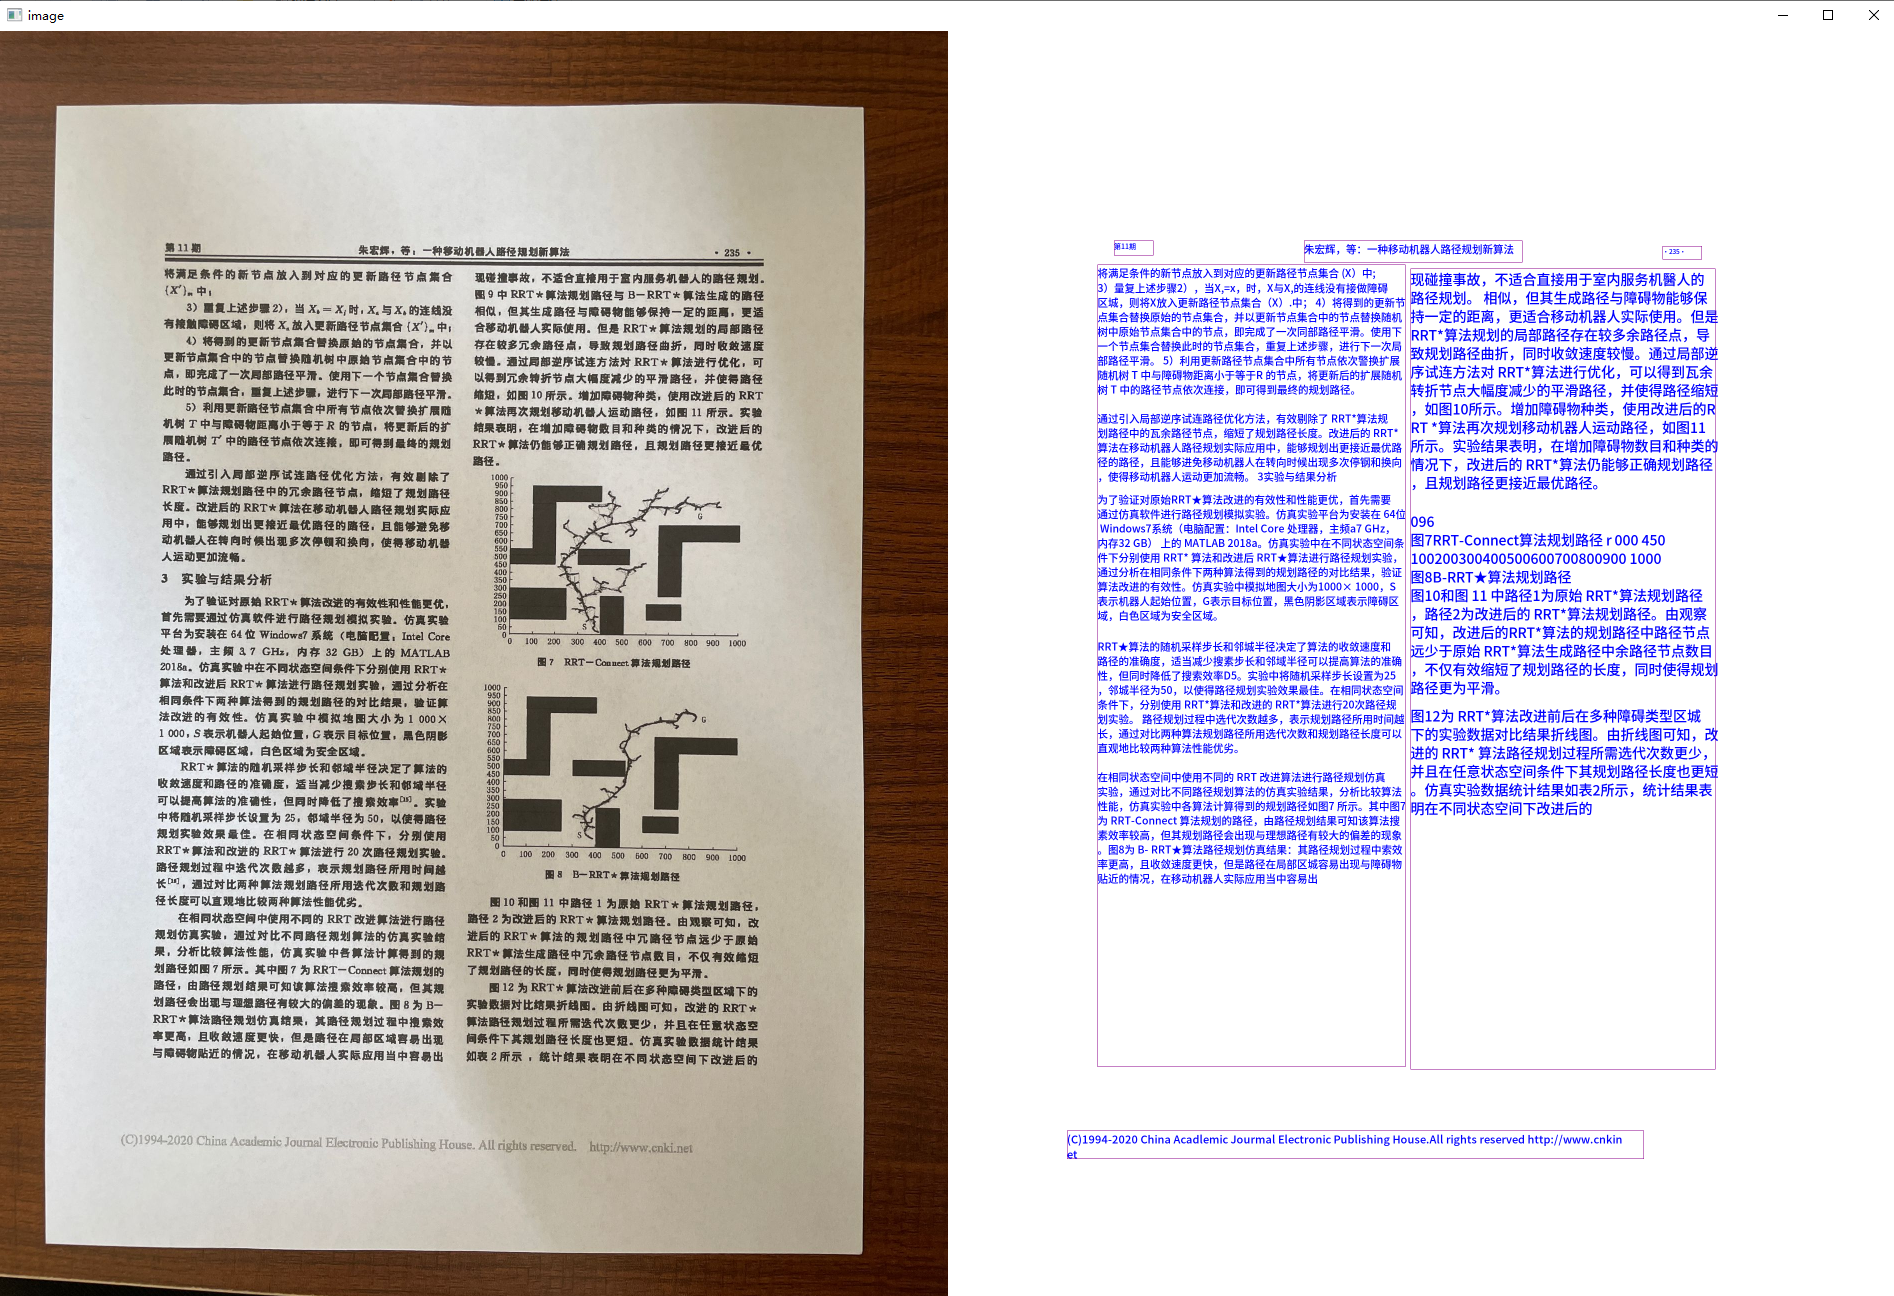 image
第 11 期
朱宏辉，等：一种移动机器人路径规划新算法
· 235 ·
将满足条件的新节点放入到对应的更新路径节点集合
{X′}ₘ 中；
3）重复上述步骤 2），当 Xₖ = Xⱼ 时，Xₛ 与 Xₖ 的连线没
有接触障碍区域，则将 Xₛ 放入更新路径节点集合 {X′}ₘ 中；
4）将得到的更新节点集合替换原始的节点集合，并以
更新节点集合中的节点替换随机树中原始节点集合中的节
点，即完成了一次局部路径平滑。使用下一个节点集合替换
此时的节点集合，重复上述步骤，进行下一次局部路径平滑。
5）利用更新路径节点集合中所有节点依次替换扩展随
机树 T 中与障碍物距离小于等于 R 的节点，将更新后的扩
展随机树 T′ 中的路径节点依次连接，即可得到最终的规划
路径。
通过引入局部逆序试连路径优化方法，有效剔除了
RRT★算法规划路径中的冗余路径节点，缩短了规划路径
长度。改进后的 RRT★算法在移动机器人路径规划实际应
用中，能够规划出更接近最优路径的路径，且能够避免移
动机器人在转向时候出现多次停顿和换向，使得移动机器
人运动更加流畅。
3 实验与结果分析
为了验证对原始 RRT★算法改进的有效性和性能更优，
首先需要通过仿真软件进行路径规划模拟实验。仿真实验
平台为安装在 64 位 Windows7 系统（电脑配置：Intel Core
处理器，主频 3.7 GHz，内存 32 GB）上的 MATLAB
2018a。仿真实验中在不同状态空间条件下分别使用 RRT★
算法和改进后 RRT★算法进行路径规划实验，通过分析在
相同条件下两种算法得到的规划路径的对比结果，验证算
法改进的有效性。仿真实验中模拟地图大小为 1 000×
1 000，S 表示机器人起始位置，G 表示目标位置，黑色阴影
区域表示障碍区域，白色区域为安全区域。
RRT★算法的随机采样步长和邻域半径决定了算法的
收敛速度和路径的准确度，适当减少搜索步长和邻域半径
可以提高算法的准确性，但同时降低了搜索效率[15]。实验
中将随机采样步长设置为 25，邻域半径为 50，以使得路径
规划实验效果最佳。在相同状态空间条件下，分别使用
RRT★算法和改进的 RRT★算法进行 20 次路径规划实验。
路径规划过程中迭代次数越多，表示规划路径所用时间越
长[16]，通过对比两种算法规划路径所用迭代次数和规划路
径长度可以直观地比较两种算法性能优劣。
在相同状态空间中使用不同的 RRT 改进算法进行路径
规划仿真实验，通过对比不同路径规划算法的仿真实验结
果，分析比较算法性能，仿真实验中各算法计算得到的规
划路径如图 7 所示。其中图 7 为 RRT－Connect 算法规划的
路径，由路径规划结果可知该算法搜索效率较高，但其规
划路径会出现与理想路径有较大的偏差的现象。图 8 为 B－
RRT★算法路径规划仿真结果，其路径规划过程中搜索效
率更高，且收敛速度更快，但是路径在局部区域容易出现
与障碍物贴近的情况，在移动机器人实际应用当中容易出
现碰撞事故，不适合直接用于室内服务机器人的路径规划。
图 9 中 RRT★算法规划路径与 B－RRT★算法生成的路径
相似，但其生成路径与障碍物能够保持一定的距离，更适
合移动机器人实际使用。但是 RRT★算法规划的局部路径
存在较多冗余路径点，导致规划路径曲折，同时收敛速度
较慢。通过局部逆序试连方法对 RRT★算法进行优化，可
以得到冗余转折节点大幅度减少的平滑路径，并使得路径
缩短，如图 10 所示。增加障碍物种类，使用改进后的 RRT
★算法再次规划移动机器人运动路径，如图 11 所示。实验
结果表明，在增加障碍物数目和种类的情况下，改进后的
RRT★算法仍能够正确规划路径，且规划路径更接近最优
路径。
1000
950
900
850
800
750
700
650
600
550
500
450
400
350
300
250
200
150
100
50
0
G
S
0 100 200 300 400 500 600 700 800 900 1000
图 7 RRT－Connect 算法规划路径
1000
950
900
850
800
750
700
650
600
550
500
450
400
350
300
250
200
150
100
50
0
G
S
0 100 200 300 400 500 600 700 800 900 1000
图 8 B－RRT★算法规划路径
图 10 和图 11 中路径 1 为原始 RRT★算法规划路径，
路径 2 为改进后的 RRT★算法规划路径。由观察可知，改
进后的 RRT★算法的规划路径中冗路径节点远少于原始
RRT★算法生成路径中冗余路径节点数目，不仅有效缩短
了规划路径的长度，同时使得规划路径更为平滑。
图 12 为 RRT★算法改进前后在多种障碍类型区域下的
实验数据对比结果折线图。由折线图可知，改进的 RRT★
算法路径规划过程所需迭代次数更少，并且在任意状态空
间条件下其规划路径长度也更短。仿真实验数据统计结果
如表 2 所示 ，统计结果表明在不同状态空间下改进后的
(C)1994-2020 China Academic Journal Electronic Publishing House. All rights reserved. http://www.cnki.net
第11期
朱宏辉，等：一种移动机器人路径规划新算法
· 235 ·
将满足条件的新节点放入到对应的更新路径节点集合 (X）中;
3）重复上述步骤2），当X,=x，时，X与X,的连线没有接做障碍
区城，则将X放入更新路径节点集合（X）.中； 4）将得到的更新节
点集合替换原始的节点集合，并以更新节点集合中的节点替换随机
树中原始节点集合中的节点，即完成了一次同部路径平滑。使用下
一个节点集合替换此时的节点集合，重复上述步骤，进行下一次局
部路径平滑。 5）利用更新路径节点集合中所有节点依次警换扩展
随机树 T 中与障碍物距离小于等于R 的节点，将更新后的扩展随机
树 T 中的路径节点依次连接，即可得到最终的规划路径。
通过引入局部逆序试连路径优化方法，有效剔除了 RRT*算法规
划路径中的瓦余路径节点，缩短了规划路径长度。改进后的 RRT*
算法在移动机器人路径规划实际应用中，能够规划出更接近最优路
径的路径，且能够进免移动机器人在转向时候出现多次停钢和换向
，使得移动机器人运动更加流畅。 3实验与结果分析
为了验证对原始RRT★算法改进的有效性和性能更优，首先需要
通过仿真软件进行路径规划模拟实验。仿真实验平台为安装在 64位
Windows7系统（电脑配置：Intel Core 处理器，主频a7 GHz，
内存32 GB） 上的 MATLAB 2018a。仿真实验中在不同状态空间条
件下分别使用 RRT* 算法和改进后 RRT★算法进行路径规划实验，
通过分析在相同条件下两种算法得到的规划路径的对比结果，验证
算法改进的有效性。仿真实验中模拟地图大小为1000× 1000，S
表示机器人起始位置，G表示目标位置，黑色阴影区域表示障碍区
域，白色区域为安全区域。
RRT★算法的随机采样步长和邻城半径决定了算法的收敛速度和
路径的准确度，适当减少搜索步长和邻域半径可以提高算法的准确
性，但同时降低了搜索效率D5。实验中将随机采样步长设置为25
，邻城半径为50，以使得路径规划实验效果最佳。在相同状态空间
条件下，分别使用 RRT*算法和改进的 RRT*算法进行20次路径规
划实验。 路径规划过程中迭代次数越多，表示规划路径所用时间越
长，通过对比两种算法规划路径所用选代次数和规划路径长度可以
直观地比较两种算法性能优劣。
在相同状态空间中使用不同的 RRT 改进算法进行路径规划仿真
实验，通过对比不同路径规划算法的仿真实验结果，分析比较算法
性能，仿真实验中各算法计算得到的规划路径如图7 所示。其中图7
为 RRT-Connect 算法规划的路径，由路径规划结果可知该算法搜
素效率较高，但其规划路径会出现与理想路径有较大的偏差的现象
。图8为 B- RRT★算法路径规划仿真结果：其路径规划过程中索效
率更高，且收敛速度更快，但是路径在局部区城容易出现与障碍物
贴近的情况，在移动机器人实际应用当中容易出
现碰撞事故，不适合直接用于室内服务机器人的
路径规划。 相似，但其生成路径与障碍物能够保
持一定的距离，更适合移动机器人实际使用。但是
RRT*算法规划的局部路径存在较多余路径点，导
致规划路径曲折，同时收敛速度较慢。通过局部逆
序试连方法对 RRT*算法进行优化，可以得到瓦余
转折节点大幅度减少的平滑路径，并使得路径缩短
，如图10所示。增加障碍物种类，使用改进后的R
RT *算法再次规划移动机器人运动路径，如图11
所示。实验结果表明，在增加障碍物数目和种类的
情况下，改进后的 RRT*算法仍能够正确规划路径
，且规划路径更接近最优路径。
096
图7RRT-Connect算法规划路径 r 000 450
100200300400500600700800900 1000
图8B-RRT★算法规划路径
图10和图 11 中路径1为原始 RRT*算法规划路径
，路径2为改进后的 RRT*算法规划路径。由观察
可知，改进后的RRT*算法的规划路径中路径节点
远少于原始 RRT*算法生成路径中余路径节点数目
，不仅有效缩短了规划路径的长度，同时使得规划
路径更为平滑。
图12为 RRT*算法改进前后在多种障碍类型区城
下的实验数据对比结果折线图。由折线图可知，改
进的 RRT* 算法路径规划过程所需迭代次数更少，
并且在任意状态空间条件下其规划路径长度也更短
。仿真实验数据统计结果如表2所示，统计结果表
明在不同状态空间下改进后的
(C)1994-2020 China Acadlemic Jourmal Electronic Publishing House.All rights reserved http://www.cnkin
et